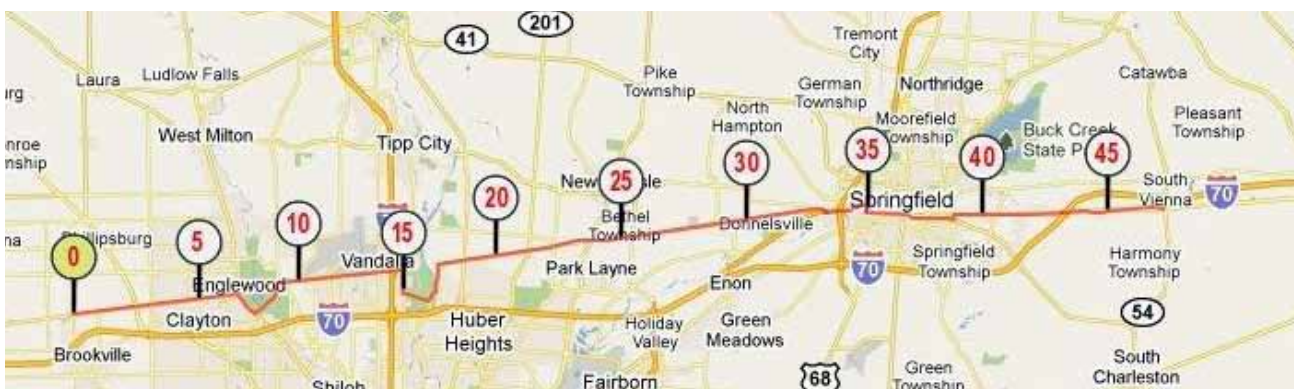 201
41
Tremont
City
Laura
Ludlow Falls
Pike
Township
German
Township
Northridge
Catawba
urg
West Milton
Tipp City
North
Hampton
Moorefield
Township
Buck Creek
State P
Pleasant
Township
nroe
nship
0
5
10
15
20
25
30
35
40
45
Phillipsburg
Vandalia
Bethel
Township
Donnelsville
Springfield
South
Vienna
70
na
Englewood
Park Layne
Enon
70
Springfield
Township
Harmony
Township
Clayton
70
Huber
Heights
Holiday
Valley
Green
Meadows
54
Brookville
Fairborn
68
Green
Township
South
Charleston
Shiloh